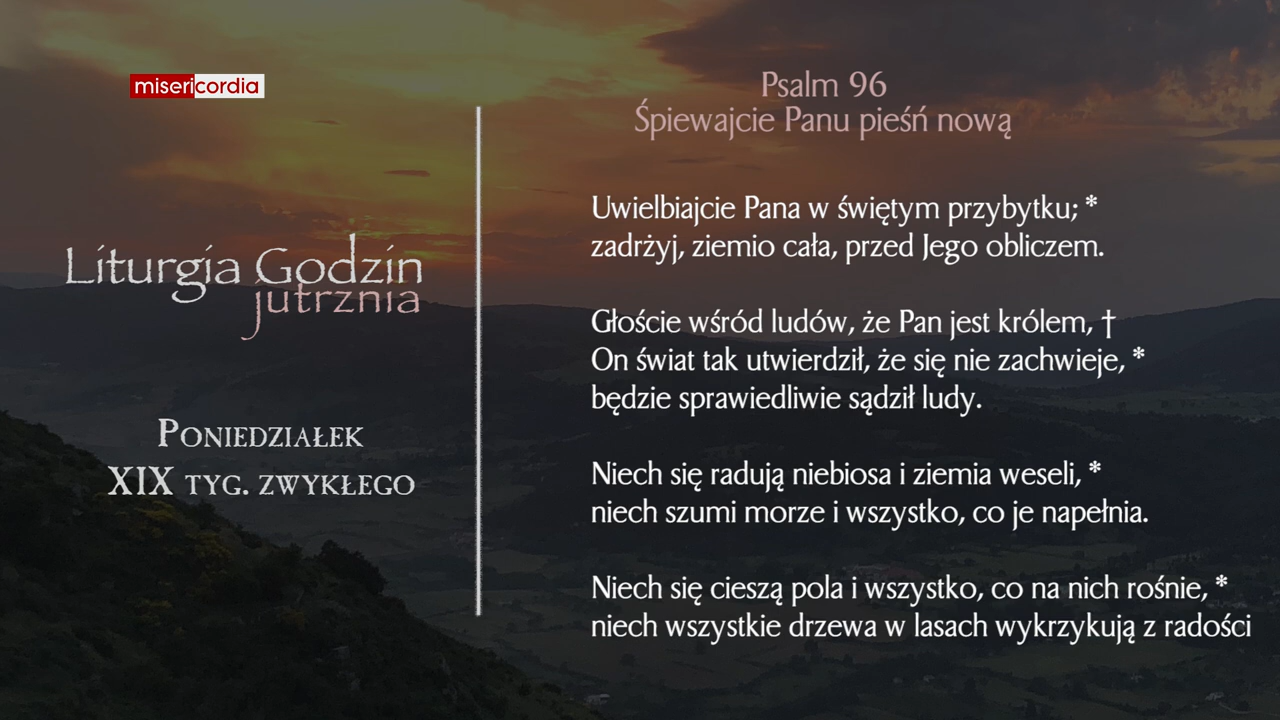 misericordia
Liturgia Godzin
jutrznia
Poniedziałek
XIX tyg. zwykłego
Psalm 96
Śpiewajcie Panu pieśń nową
Uwielbiajcie Pana w świętym przybytku; *
zadrżyj, ziemio cała, przed Jego obliczem.
Głoście wśród ludów, że Pan jest królem, †
On świat tak utwierdził, że się nie zachwieje, *
będzie sprawiedliwie sądził ludy.
Niech się radują niebiosa i ziemia weseli, *
niech szumi morze i wszystko, co je napełnia.
Niech się cieszą pola i wszystko, co na nich rośnie, *
niech wszystkie drzewa w lasach wykrzykują z radości